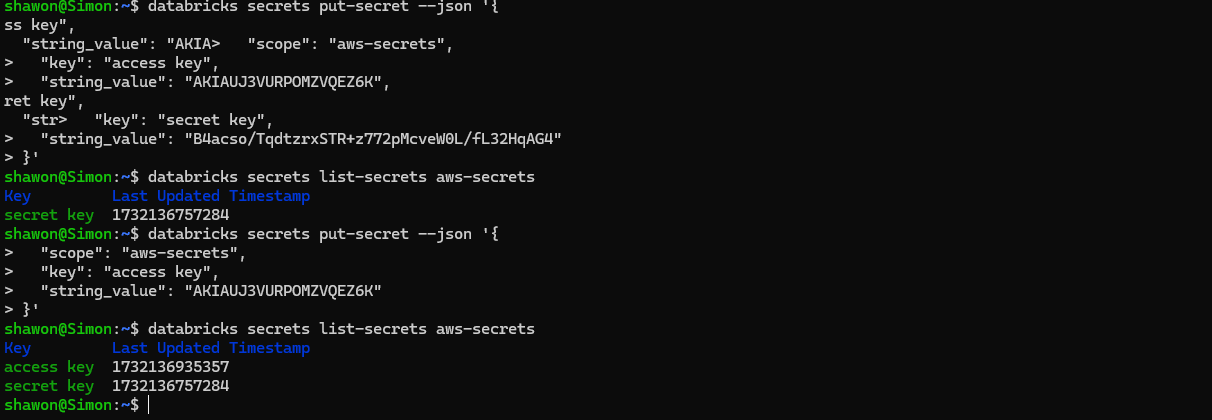 shawon@Simon:~$ databricks secrets put-secret --json '{
ss key",
  "string_value": "AKIA>   "scope": "aws-secrets",
>   "key": "access key",
>   "string_value": "AKIAUJ3VURPOMZVQEZ6K",
ret key",
  "str>   "key": "secret key",
>   "string_value": "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"
> }'
shawon@Simon:~$ databricks secrets list-secrets aws-secrets
Key         Last Updated Timestamp
secret key  1732136757284
shawon@Simon:~$ databricks secrets put-secret --json '{
>   "scope": "aws-secrets",
>   "key": "access key",
>   "string_value": "AKIAUJ3VURPOMZVQEZ6K"
> }'
shawon@Simon:~$ databricks secrets list-secrets aws-secrets
Key         Last Updated Timestamp
access key  1732136935357
secret key  1732136757284
shawon@Simon:~$